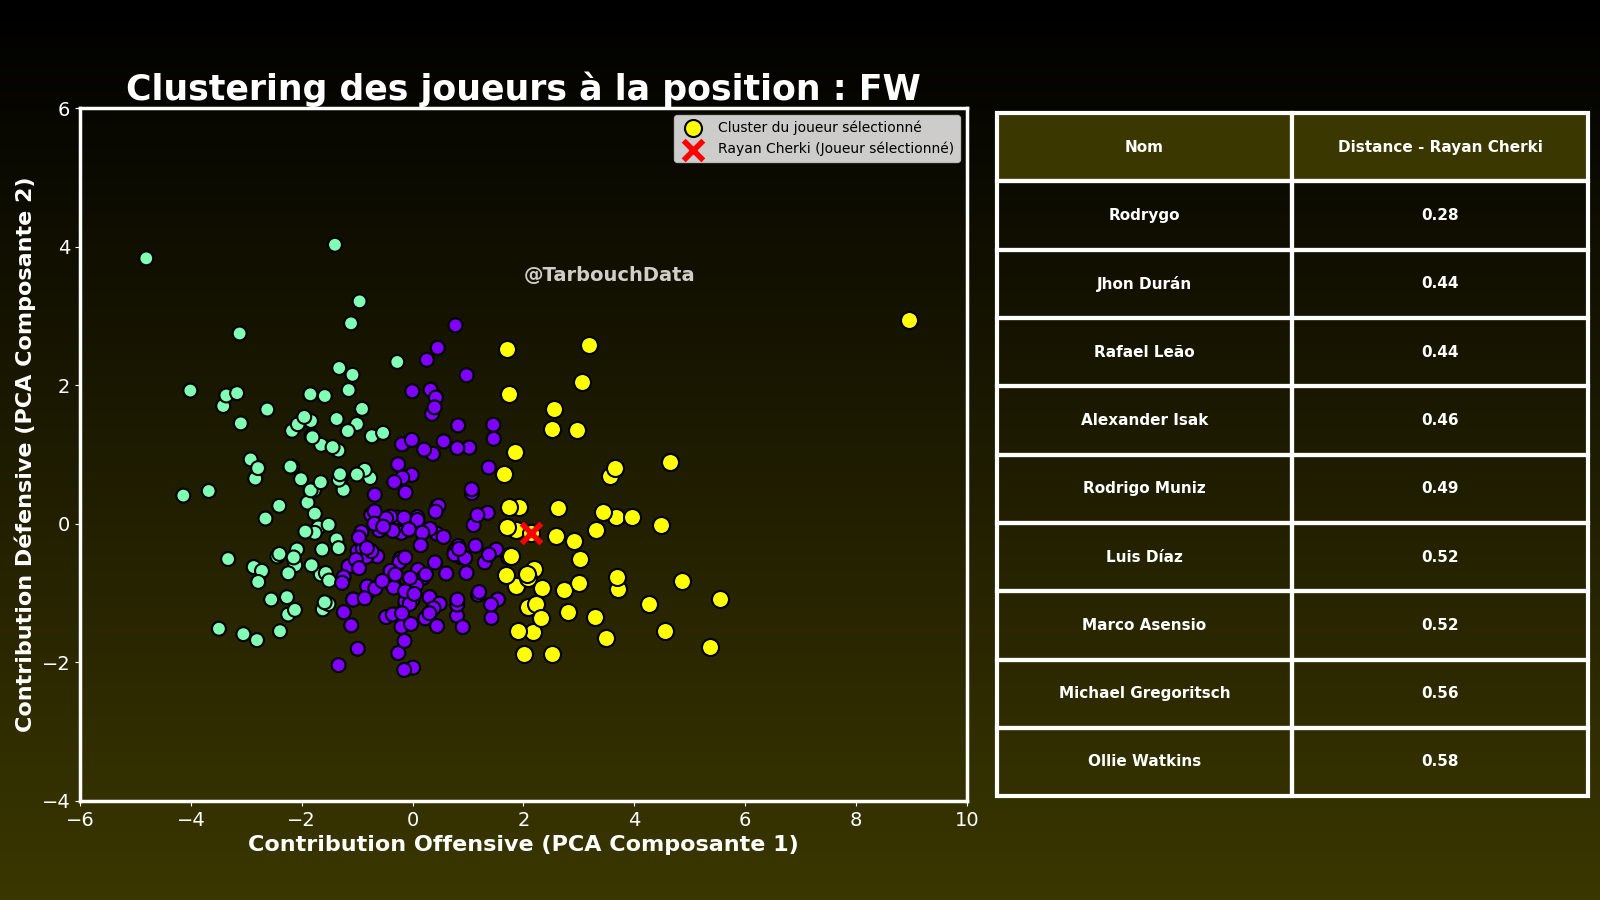 Clustering des joueurs à la position : FW
Cluster du joueur sélectionné
Rayan Cherki (Joueur sélectionné)
@TarbouchData
Contribution Défensive (PCA Composante 2)
6
4
2
0
−2
−4
−6
−4
−2
0
2
4
6
8
10
Contribution Offensive (PCA Composante 1)
Nom Distance - Rayan Cherki
Rodrygo 0.28
Jhon Durán 0.44
Rafael Leão 0.44
Alexander Isak 0.46
Rodrigo Muniz 0.49
Luis Díaz 0.52
Marco Asensio 0.52
Michael Gregoritsch 0.56
Ollie Watkins 0.58